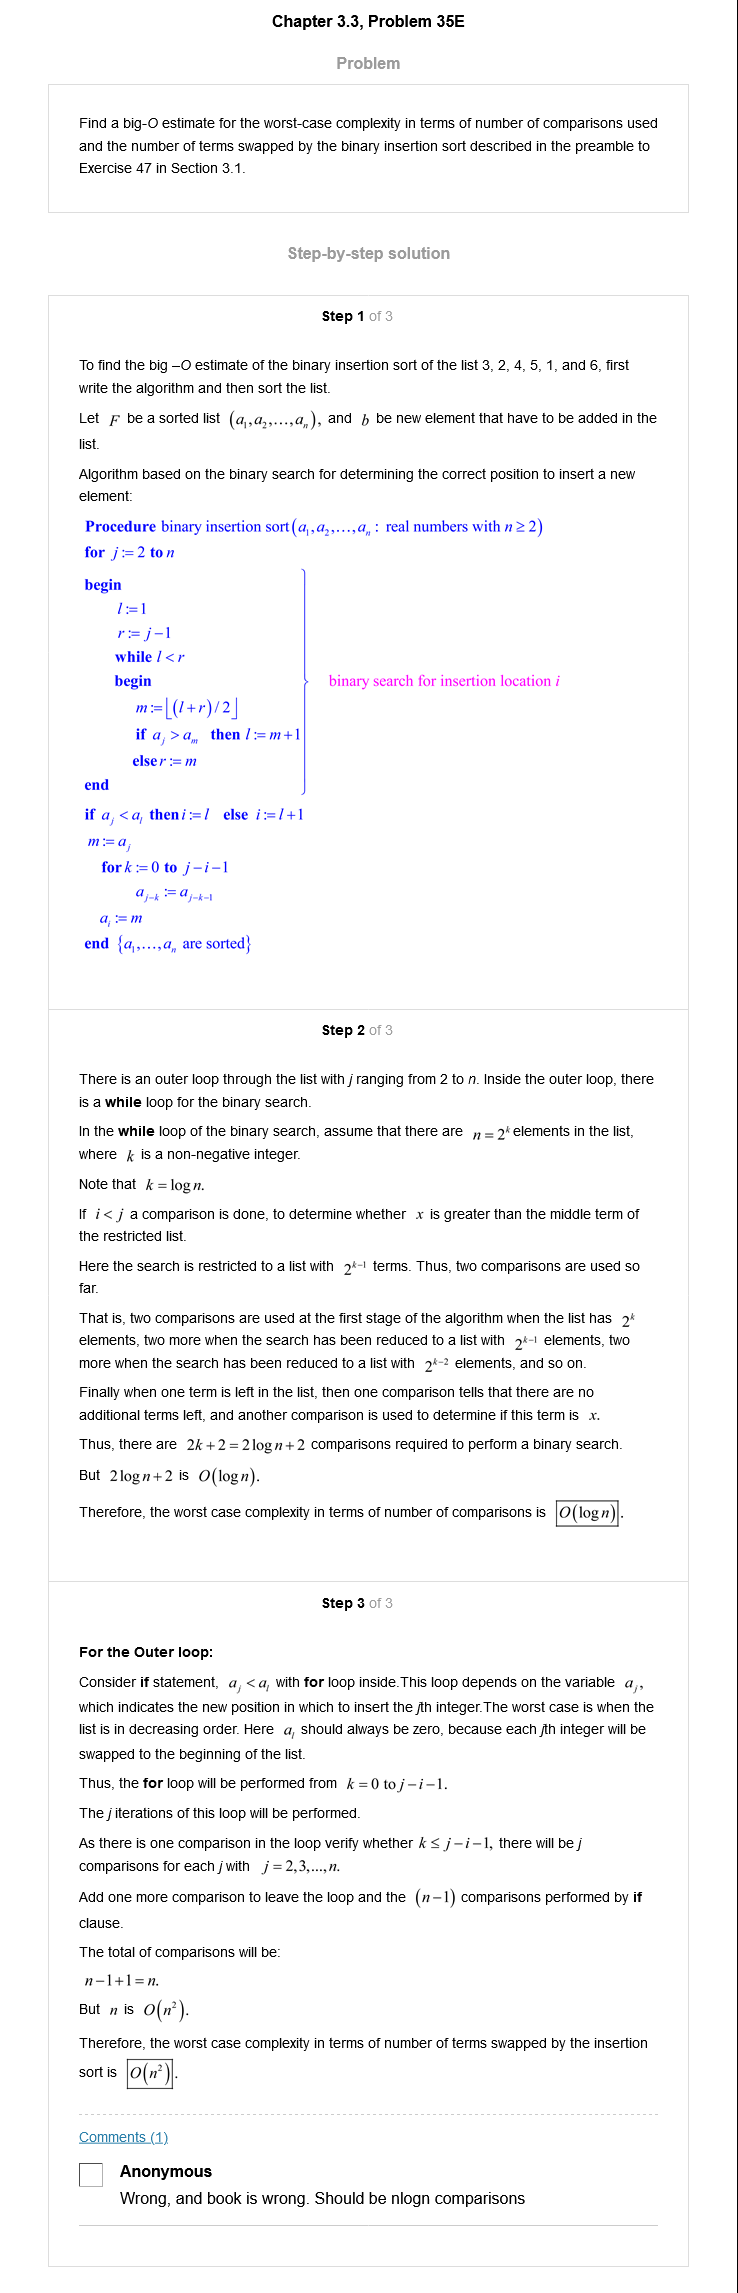 Chapter 3.3, Problem 35E
Problem
Find a big-O estimate for the worst-case complexity in terms of number of comparisons used
and the number of terms swapped by the binary insertion sort described in the preamble to
Exercise 47 in Section 3.1.
Step-by-step solution
Step 1 of 3
To find the big –O estimate of the binary insertion sort of the list 3, 2, 4, 5, 1, and 6, first
write the algorithm and then sort the list.
Let F be a sorted list (a₁,a₂,…,aₙ), and b be new element that have to be added in the
list.
Algorithm based on the binary search for determining the correct position to insert a new
element:
Procedure binary insertion sort(a₁,a₂,…,aₙ : real numbers with n ≥ 2)
for j := 2 to n
begin
l := 1
r := j − 1
while l < r
begin
binary search for insertion location i
m := ⌊(l + r) / 2⌋
if a_j > a_m then l := m + 1
else r := m
end
if a_j < a_l then i := l else i := l + 1
m := a_j
for k := 0 to j − i − 1
a_{j−k} := a_{j−k−1}
a_i := m
end {a₁,…,aₙ are sorted}
Step 2 of 3
There is an outer loop through the list with j ranging from 2 to n. Inside the outer loop, there
is a while loop for the binary search.
In the while loop of the binary search, assume that there are n = 2^k elements in the list,
where k is a non-negative integer.
Note that k = log n.
If i < j a comparison is done, to determine whether x is greater than the middle term of
the restricted list.
Here the search is restricted to a list with 2^{k−1} terms. Thus, two comparisons are used so
far.
That is, two comparisons are used at the first stage of the algorithm when the list has 2^k
elements, two more when the search has been reduced to a list with 2^{k−1} elements, two
more when the search has been reduced to a list with 2^{k−2} elements, and so on.
Finally when one term is left in the list, then one comparison tells that there are no
additional terms left, and another comparison is used to determine if this term is x.
Thus, there are 2k + 2 = 2 log n + 2 comparisons required to perform a binary search.
But 2 log n + 2 is O(log n).
Therefore, the worst case complexity in terms of number of comparisons is O(log n).
Step 3 of 3
For the Outer loop:
Consider if statement, a_j < a_l with for loop inside.This loop depends on the variable a_j,
which indicates the new position in which to insert the jth integer.The worst case is when the
list is in decreasing order. Here a_l should always be zero, because each jth integer will be
swapped to the beginning of the list.
Thus, the for loop will be performed from k = 0 to j − i − 1.
The j iterations of this loop will be performed.
As there is one comparison in the loop verify whether k ≤ j − i − 1, there will be j
comparisons for each j with j = 2,3,...,n.
Add one more comparison to leave the loop and the (n − 1) comparisons performed by if
clause.
The total of comparisons will be:
n − 1 + 1 = n.
But n is O(n²).
Therefore, the worst case complexity in terms of number of terms swapped by the insertion
sort is O(n²).
Comments (1)
Anonymous
Wrong, and book is wrong. Should be nlogn comparisons